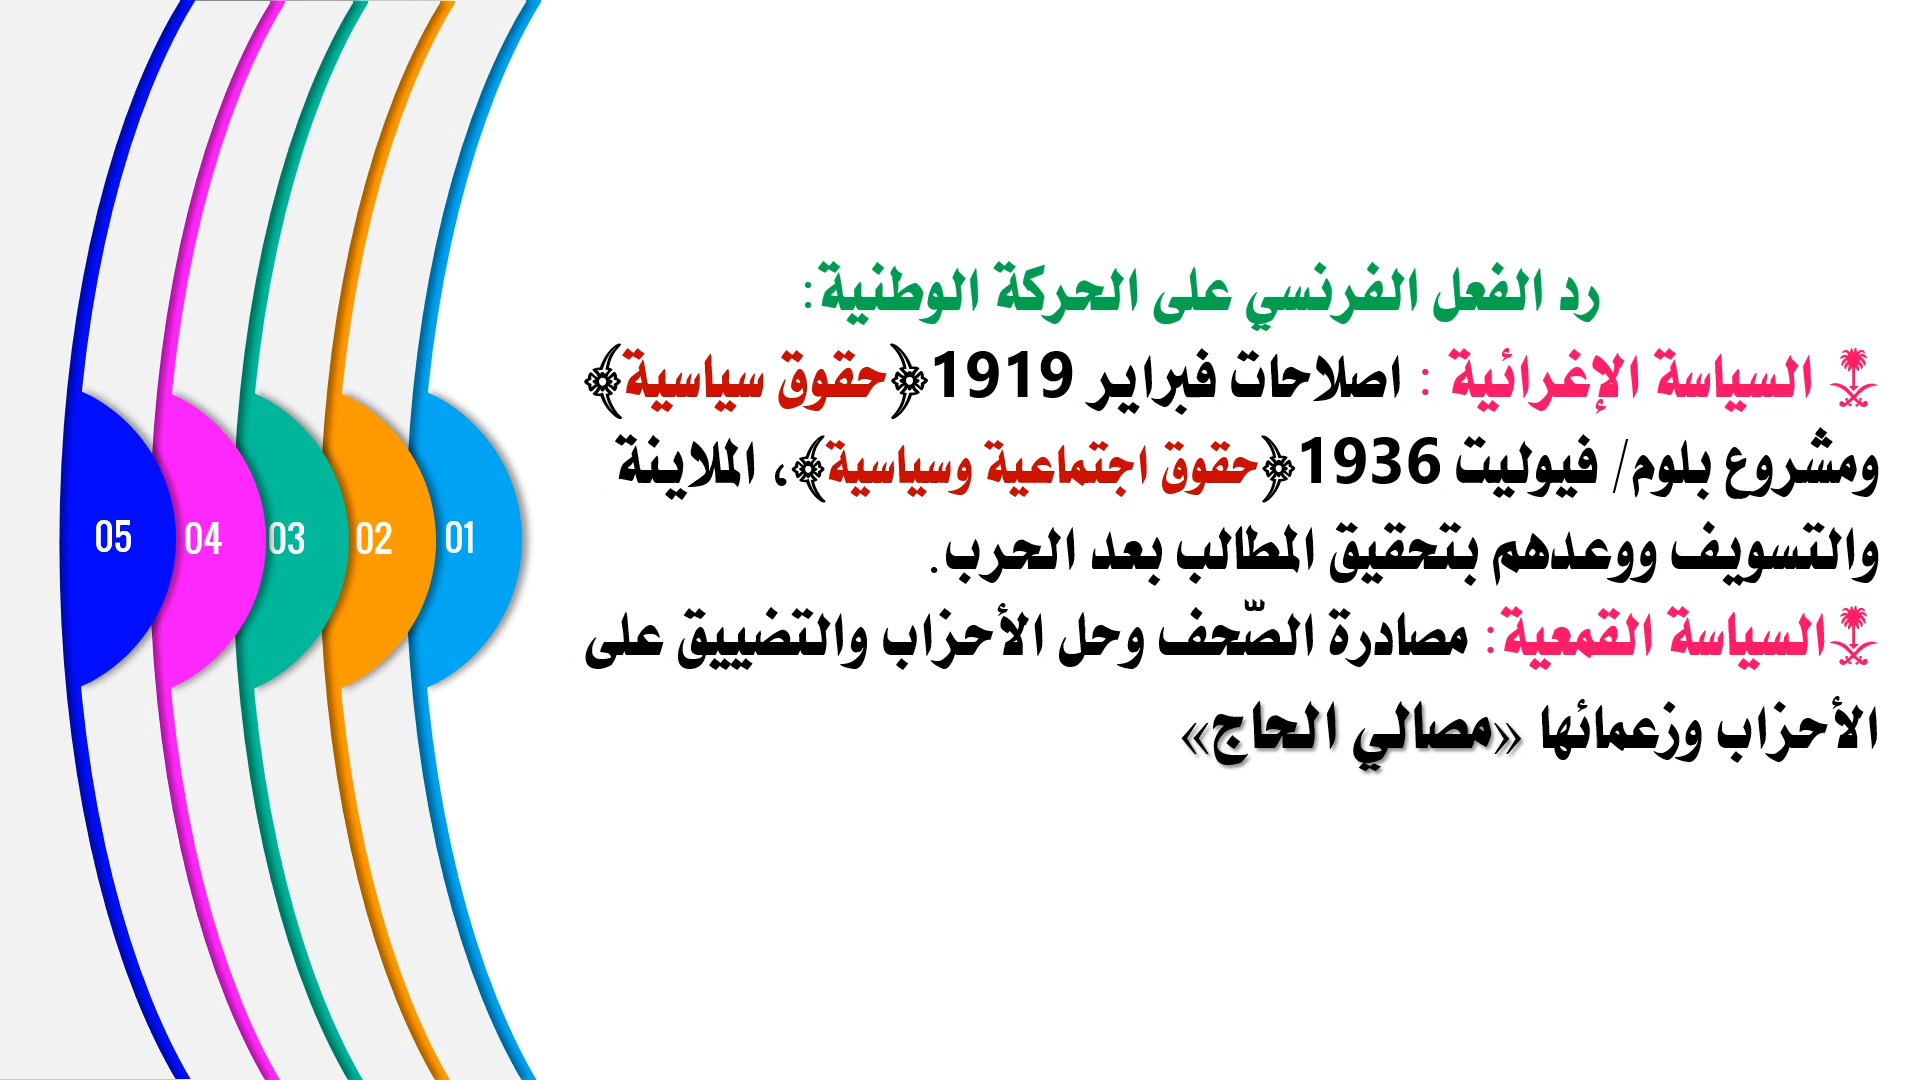 رد الفعل الفرنسي على الحركة الوطنية:
السياسة الإغرائية : اصلاحات فبراير 1919﴿حقوق سياسية﴾
ومشروع بلوم/ فيوليت 1936﴿حقوق اجتماعية وسياسية﴾، الملاينة
والتسويف ووعدهم بتحقيق المطالب بعد الحرب.
السياسة القمعية: مصادرة الصّحف وحل الأحزاب والتضييق على
الأحزاب وزعمائها «مصالي الحاج»
05 04 03 02 01